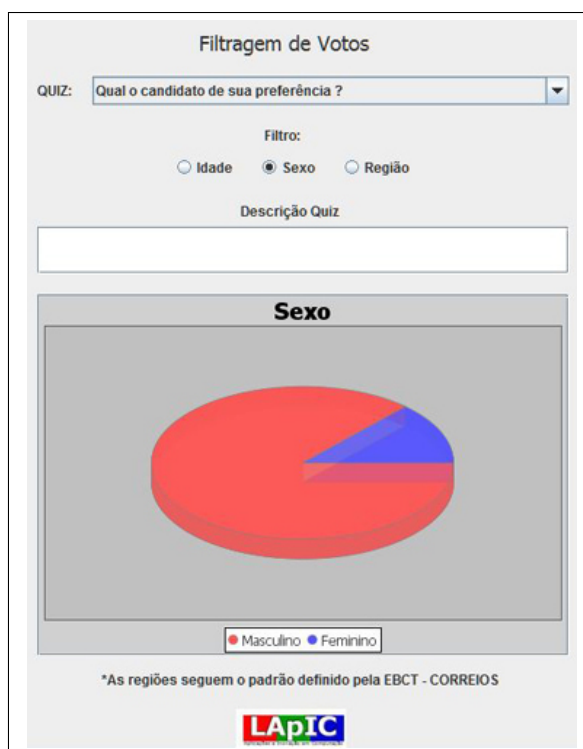 Filtragem de Votos
QUIZ: Qual o candidato de sua preferência ?
Filtro:
Idade Sexo Região
Descrição Quiz
Sexo
Masculino Feminino
*As regiões seguem o padrão definido pela EBCT - CORREIOS
LApIC